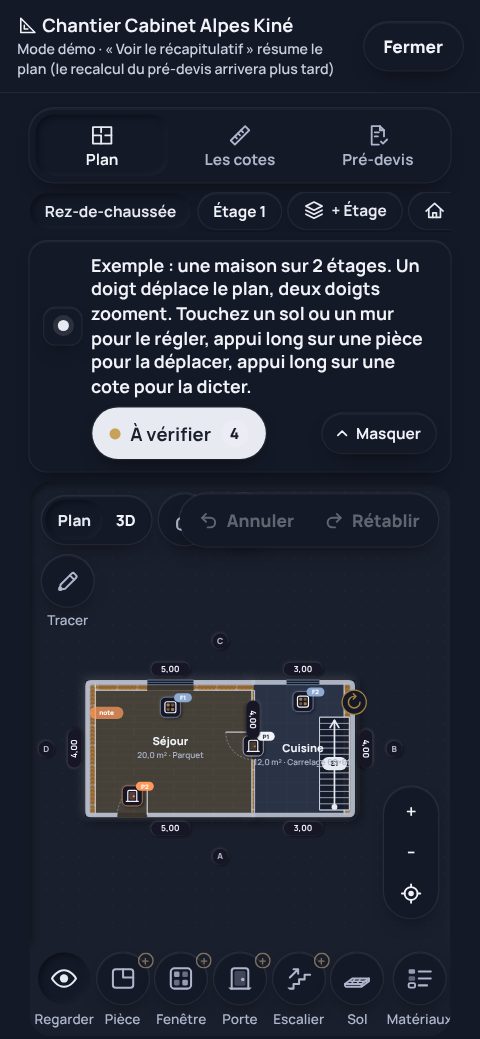 Chantier Cabinet Alpes Kiné
Mode démo · « Voir le récapitulatif » résume le
plan (le recalcul du pré-devis arrivera plus tard)
Fermer
Plan
Les cotes
Pré-devis
Rez-de-chaussée
Étage 1
+ Étage
Exemple : une maison sur 2 étages. Un
doigt déplace le plan, deux doigts
zooment. Touchez un sol ou un mur
pour le régler, appui long sur une pièce
pour la déplacer, appui long sur une
cote pour la dicter.
À vérifier 4
Masquer
Plan
3D
Annuler
Rétablir
Tracer
C
5,00
3,00
F1
F2
note
4,00
P1
Séjour
20,0 m² · Parquet
Cuisine
12,0 m² · Carrelage
D
4,00
4,00
B
P2
5,00
3,00
A
+
-
Regarder
Pièce
Fenêtre
Porte
Escalier
Sol
Matériaux